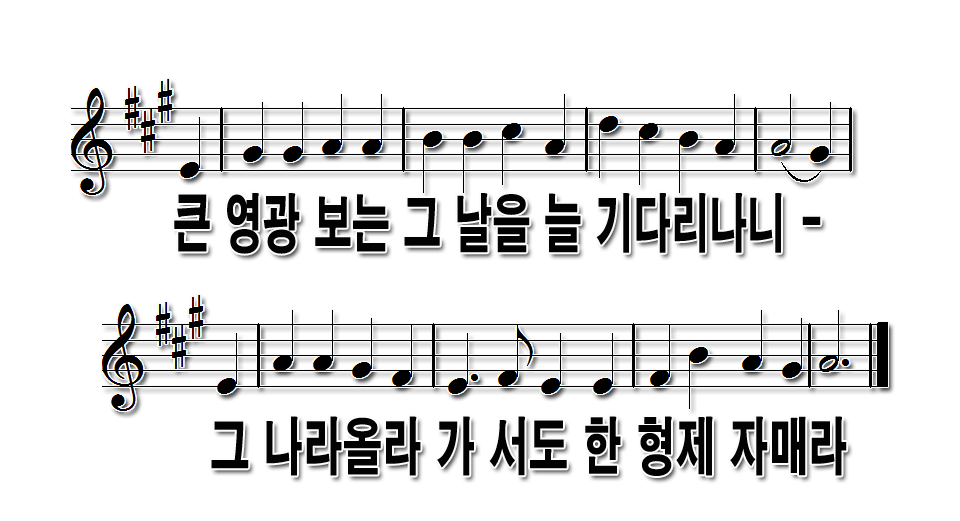 큰 영광 보는 그 날을 늘 기다리나니 -
그 나라올라 가 서도 한 형제 자매라